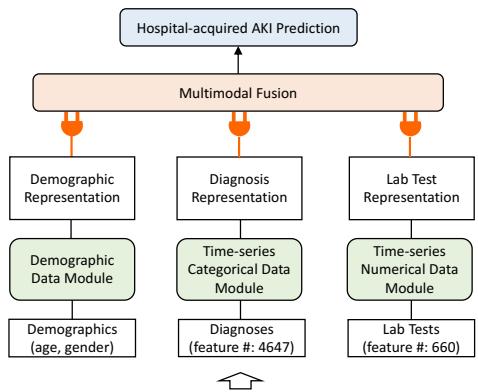 Hospital-acquired AKI Prediction
Multimodal Fusion
Demographic
Representation
Diagnosis
Representation
Lab Test
Representation
Demographic
Data Module
Time-series
Categorical Data
Module
Time-series
Numerical Data
Module
Demographics
(age, gender)
Diagnoses
(feature #: 4647)
Lab Tests
(feature #: 660)